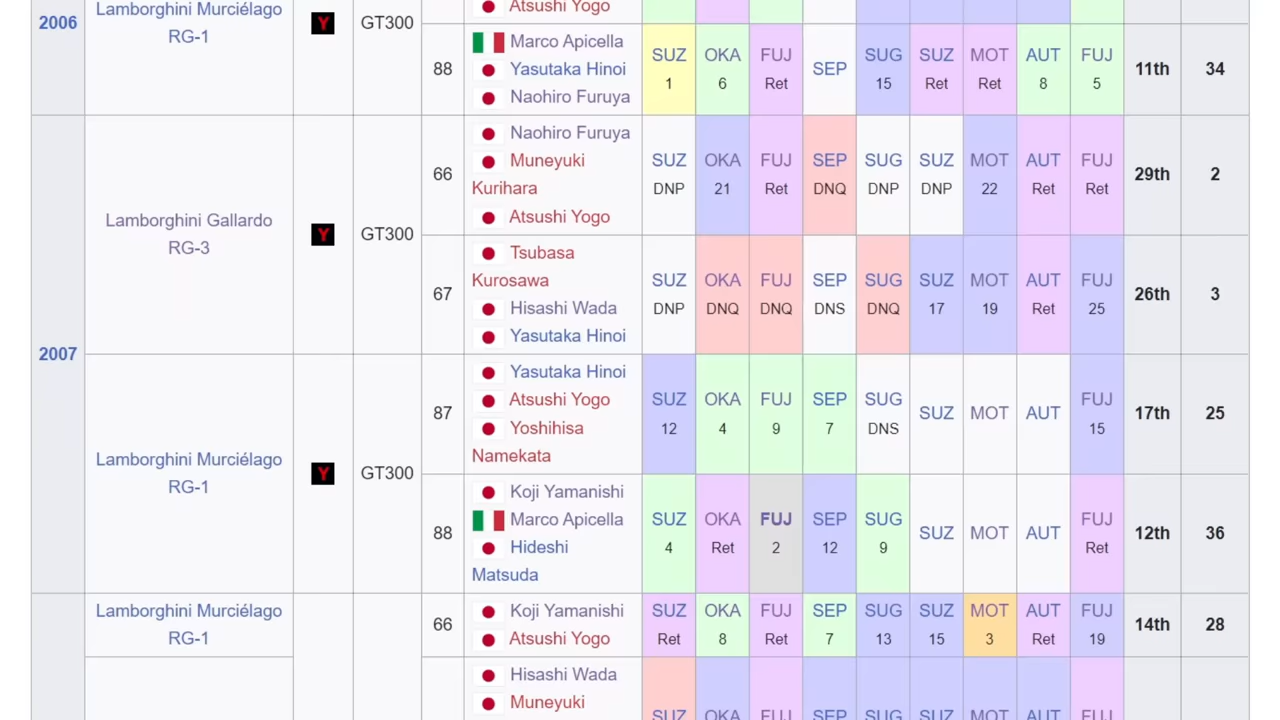 Lamborghini Murciélago
RG-1
2006
Y
GT300
Atsushi Yogo
88
Marco Apicella
Yasutaka Hinoi
Naohiro Furuya
SUZ OKA FUJ SEP SUG SUZ MOT AUT FUJ
1 6 Ret 15 Ret Ret 8 5
11th
34
2007
Lamborghini Gallardo
RG-3
Y
GT300
66
Naohiro Furuya
Muneyuki
Kurihara
Atsushi Yogo
SUZ OKA FUJ SEP SUG SUZ MOT AUT FUJ
DNP 21 Ret DNQ DNP DNP 22 Ret Ret
29th
2
67
Tsubasa
Kurosawa
Hisashi Wada
Yasutaka Hinoi
SUZ OKA FUJ SEP SUG SUZ MOT AUT FUJ
DNP DNQ DNQ DNS DNQ 17 19 Ret 25
26th
3
Lamborghini Murciélago
RG-1
Y
GT300
87
Yasutaka Hinoi
Atsushi Yogo
Yoshihisa
Namekata
SUZ OKA FUJ SEP SUG SUZ MOT AUT FUJ
12 4 9 7 DNS 15
17th
25
88
Koji Yamanishi
Marco Apicella
Hideshi
Matsuda
SUZ OKA FUJ SEP SUG SUZ MOT AUT FUJ
4 Ret 2 12 9 Ret
12th
36
Lamborghini Murciélago
RG-1
66
Koji Yamanishi
Atsushi Yogo
SUZ OKA FUJ SEP SUG SUZ MOT AUT FUJ
Ret 8 Ret 7 13 15 3 Ret 19
14th
28
Hisashi Wada
Muneyuki
SUZ OKA FUJ SEP SUG SUZ MOT AUT FUJ